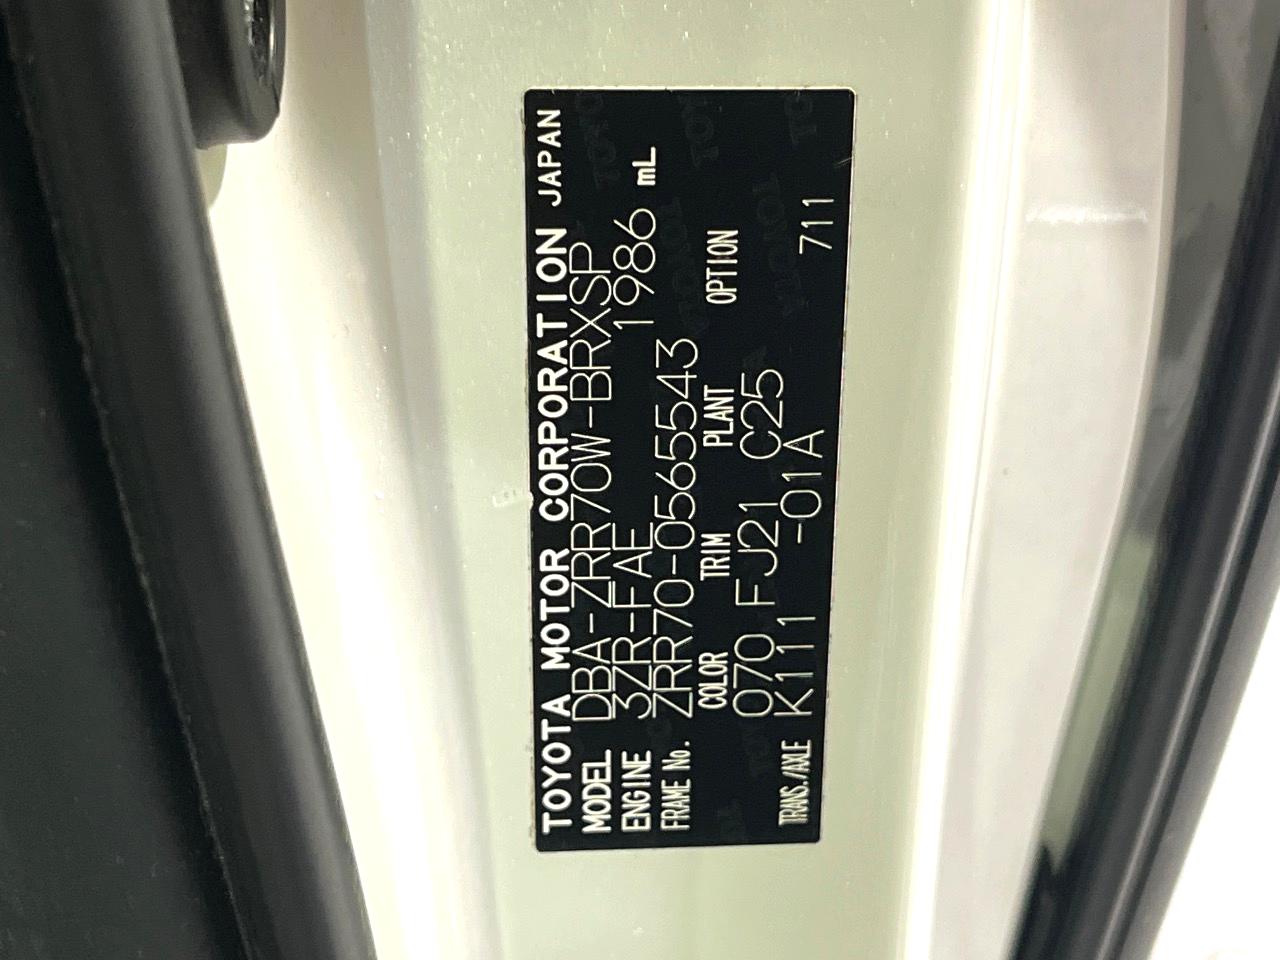 TOYOTA MOTOR CORPORATION JAPAN
MODEL DBA-ZRR70W-BRXSP
ENGINE 3ZR-FAE 1986 mL
FRAME No. ZRR70-0565543
COLOR TRIM PLANT OPTION
070 FJ21 C25
TRANS./AXLE K111 -01A 711